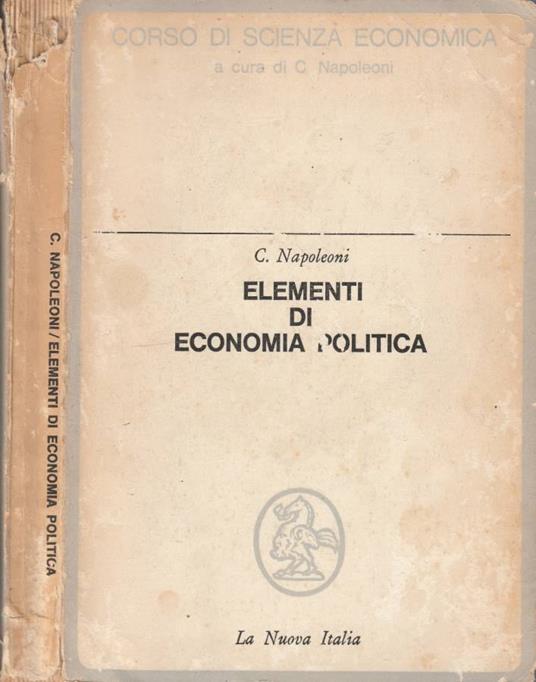 CORSO DI SCIENZA ECONOMICA
a cura di C Napoleoni
C. Napoleoni
ELEMENTI
DI
ECONOMIA POLITICA
La Nuova Italia
C. NAPOLEONI/ELEMENTI DI ECONOMIA POLITICA